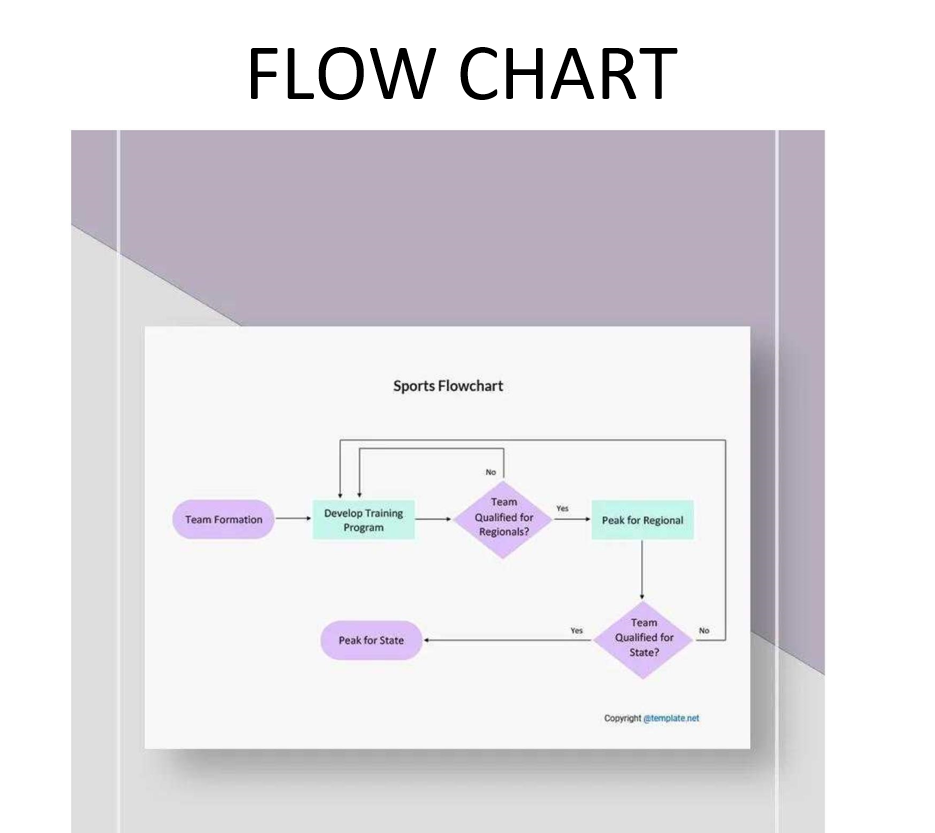 FLOW CHART
Sports Flowchart
No
Team Formation
Develop Training
Program
Team
Qualified for
Regionals?
Yes
Peak for Regional
Peak for State
Yes
Team
Qualified for
State?
No
Copyright @template.net